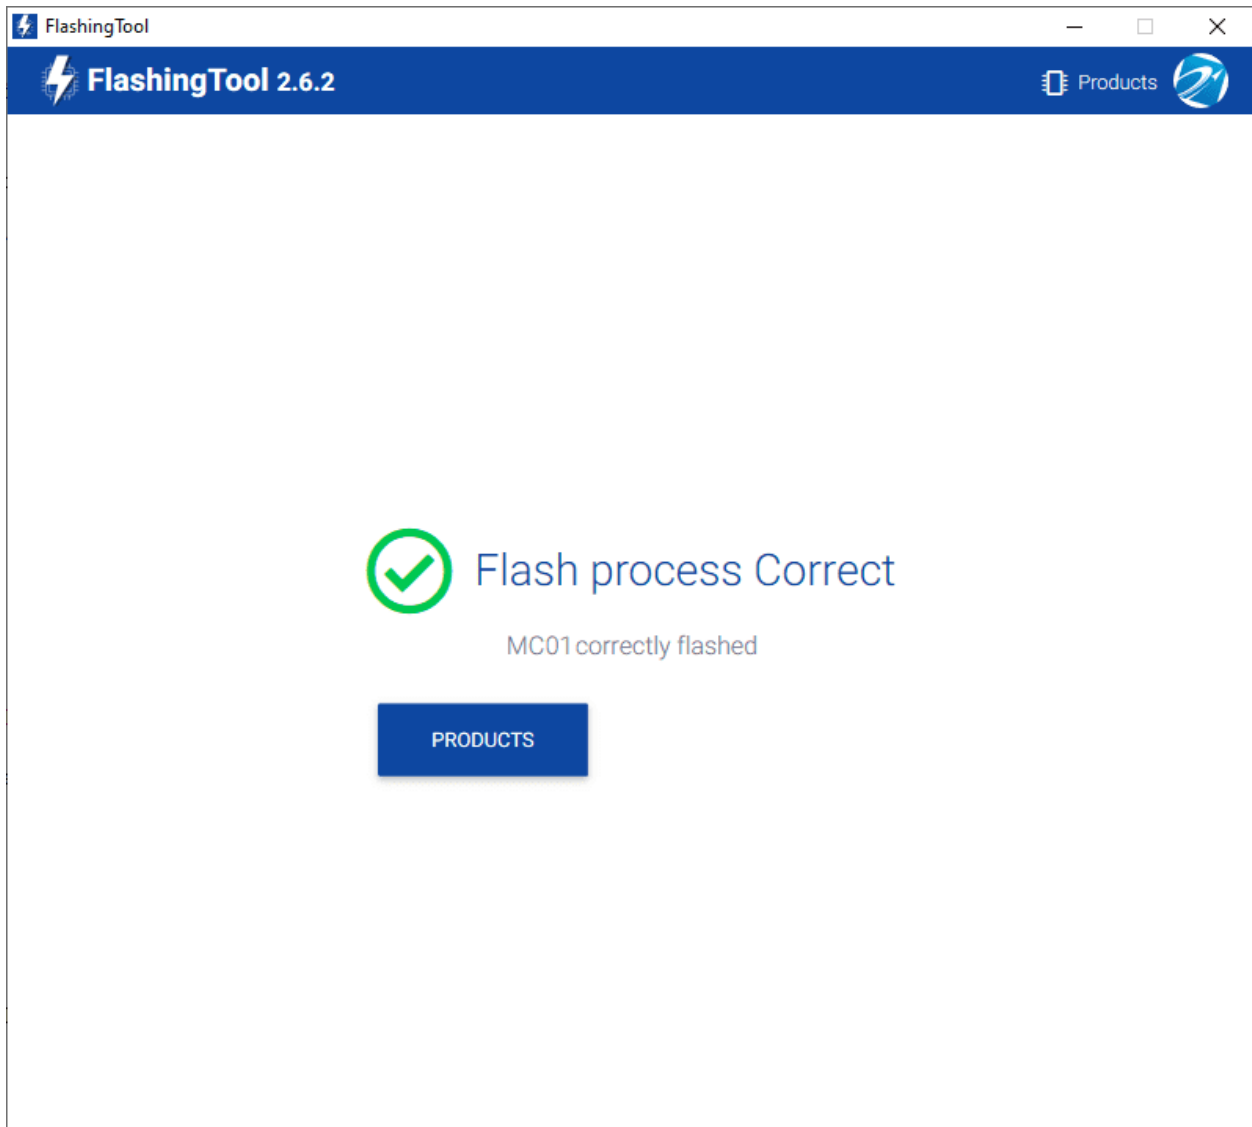 FlashingTool
FlashingTool 2.6.2
Products
Flash process Correct
MC01 correctly flashed
PRODUCTS